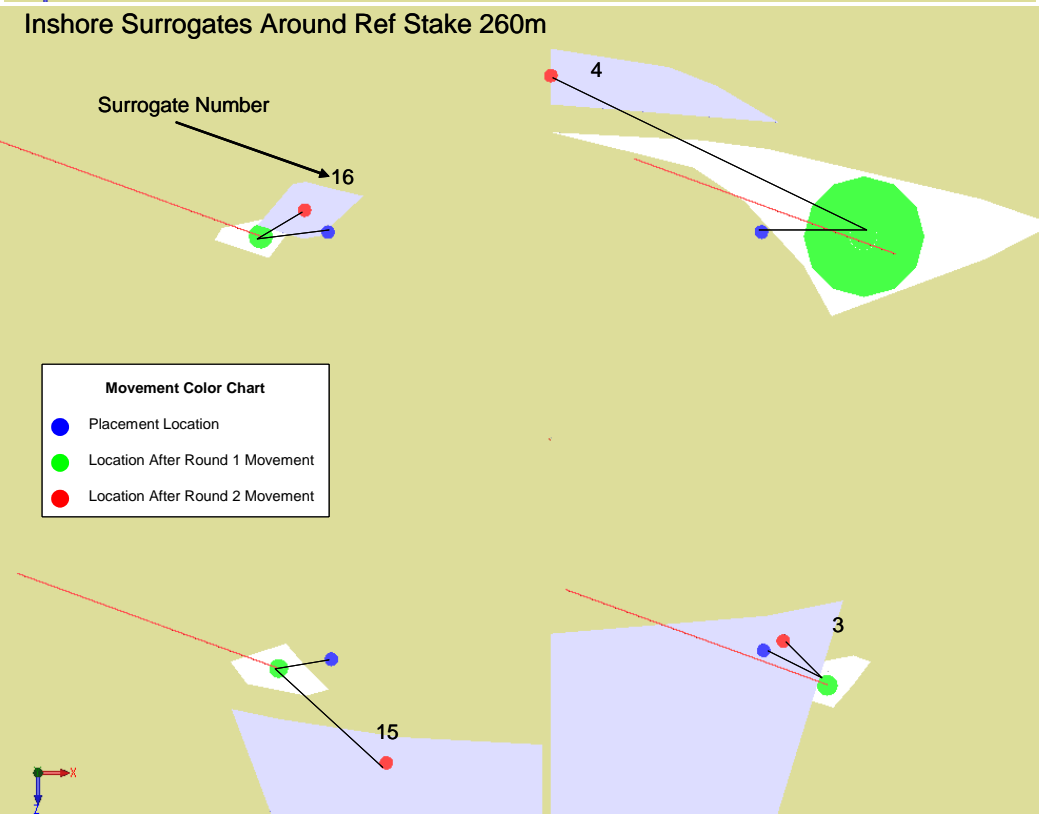 Inshore Surrogates Around Ref Stake 260m
4
Surrogate Number
16
Movement Color Chart
Placement Location
Location After Round 1 Movement
Location After Round 2 Movement
3
15
X
Z